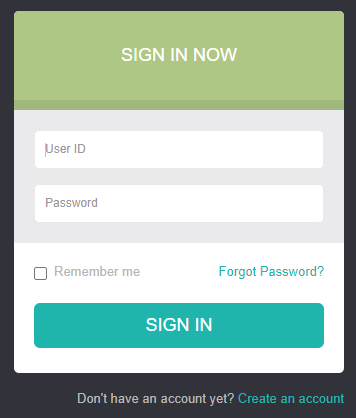 SIGN IN NOW
User ID
Password
Remember me Forgot Password?
SIGN IN
Don't have an account yet? Create an account